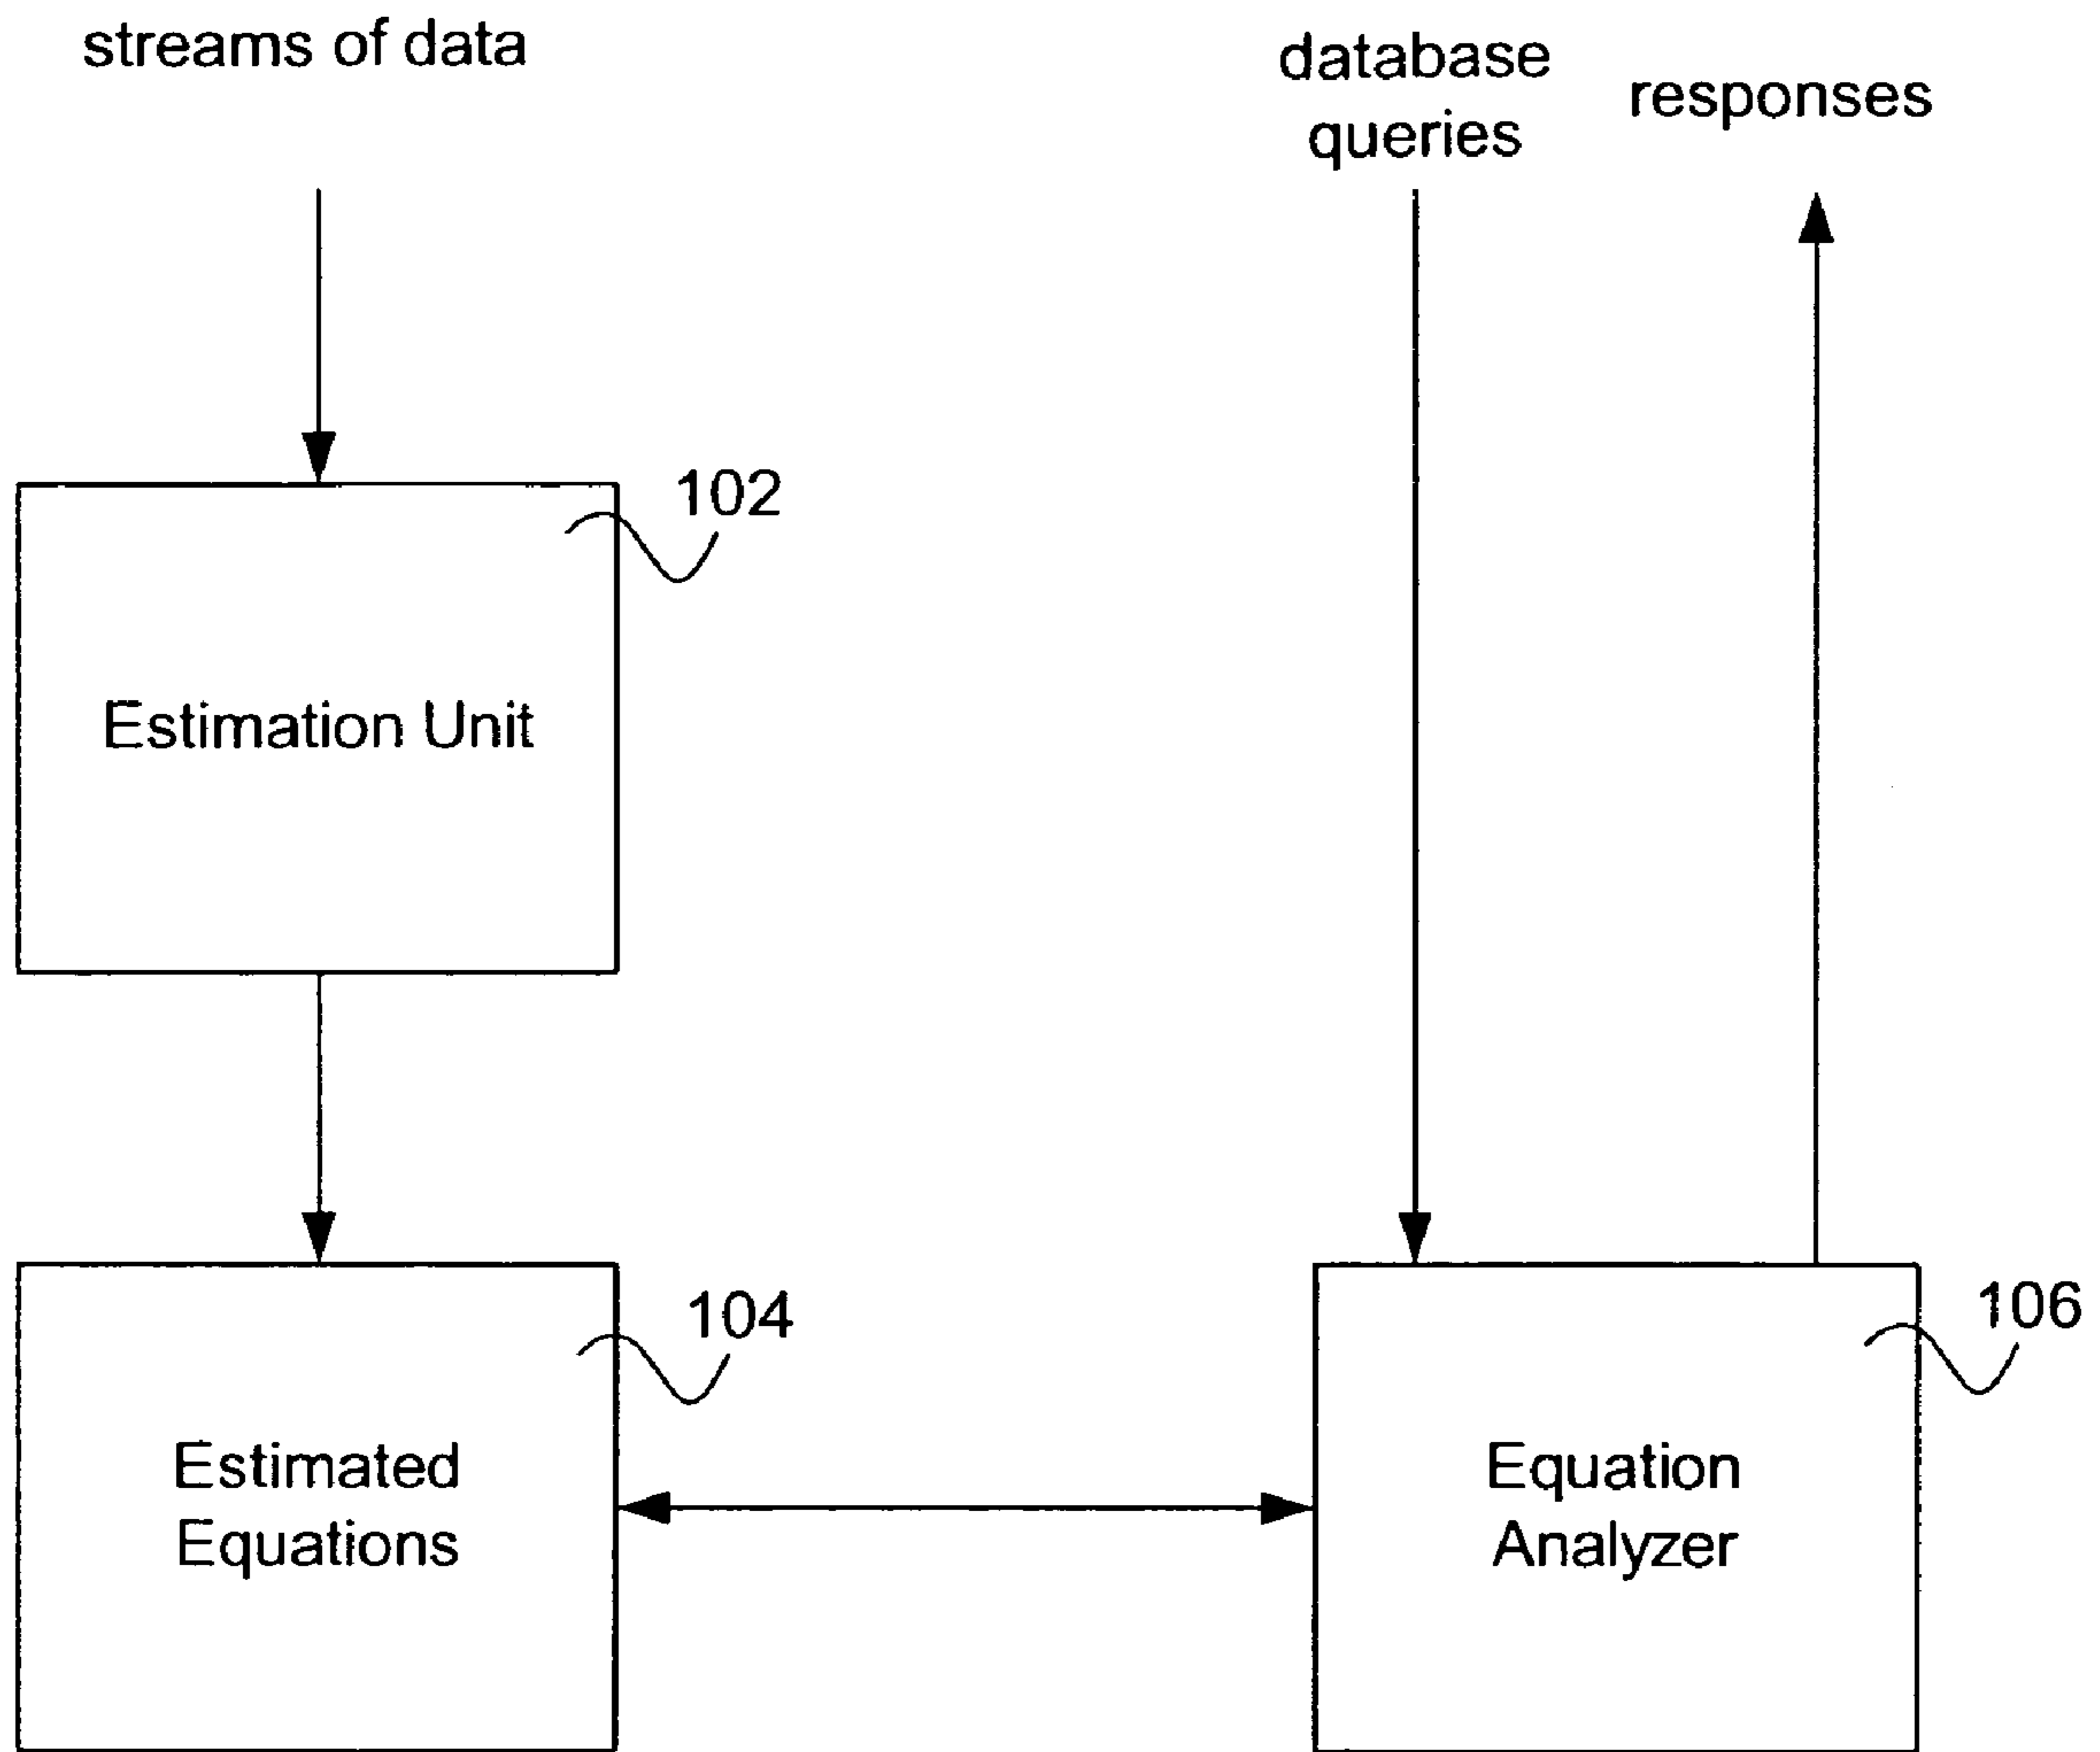 streams of data
database
queries
responses
102
Estimation Unit
104
Estimated
Equations
106
Equation
Analyzer